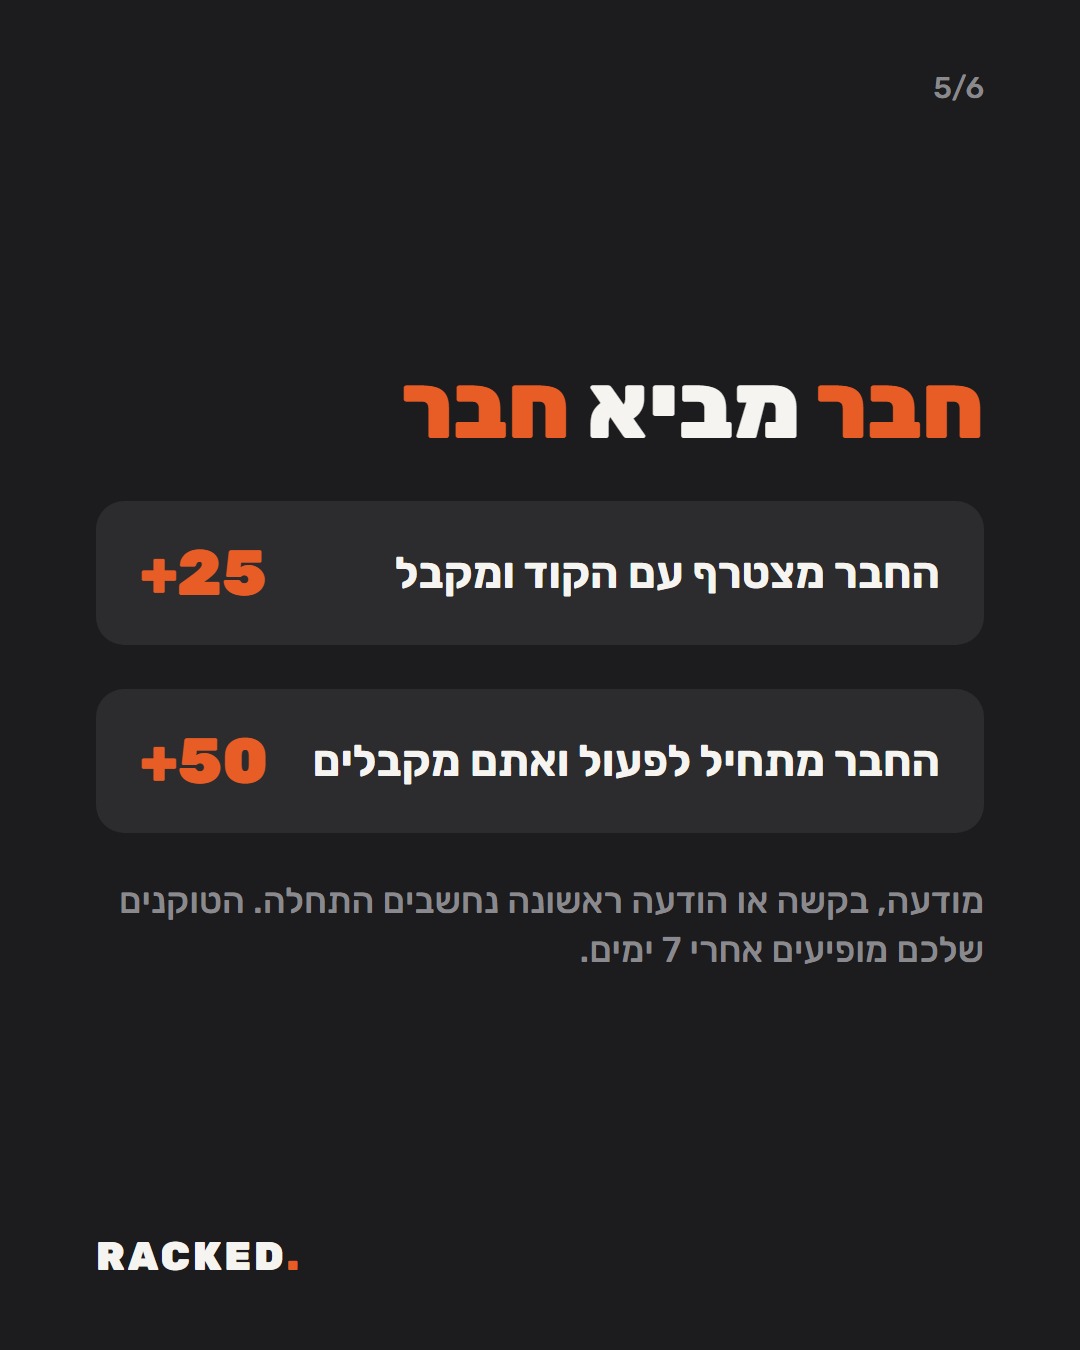 5/6
חבר מביא חבר
החבר מצטרף עם הקוד ומקבל +25
החבר מתחיל לפעול ואתם מקבלים +50
מודעה, בקשה או הודעה ראשונה נחשבים התחלה. הטוקנים
שלכם מופיעים אחרי 7 ימים.
RACKED.